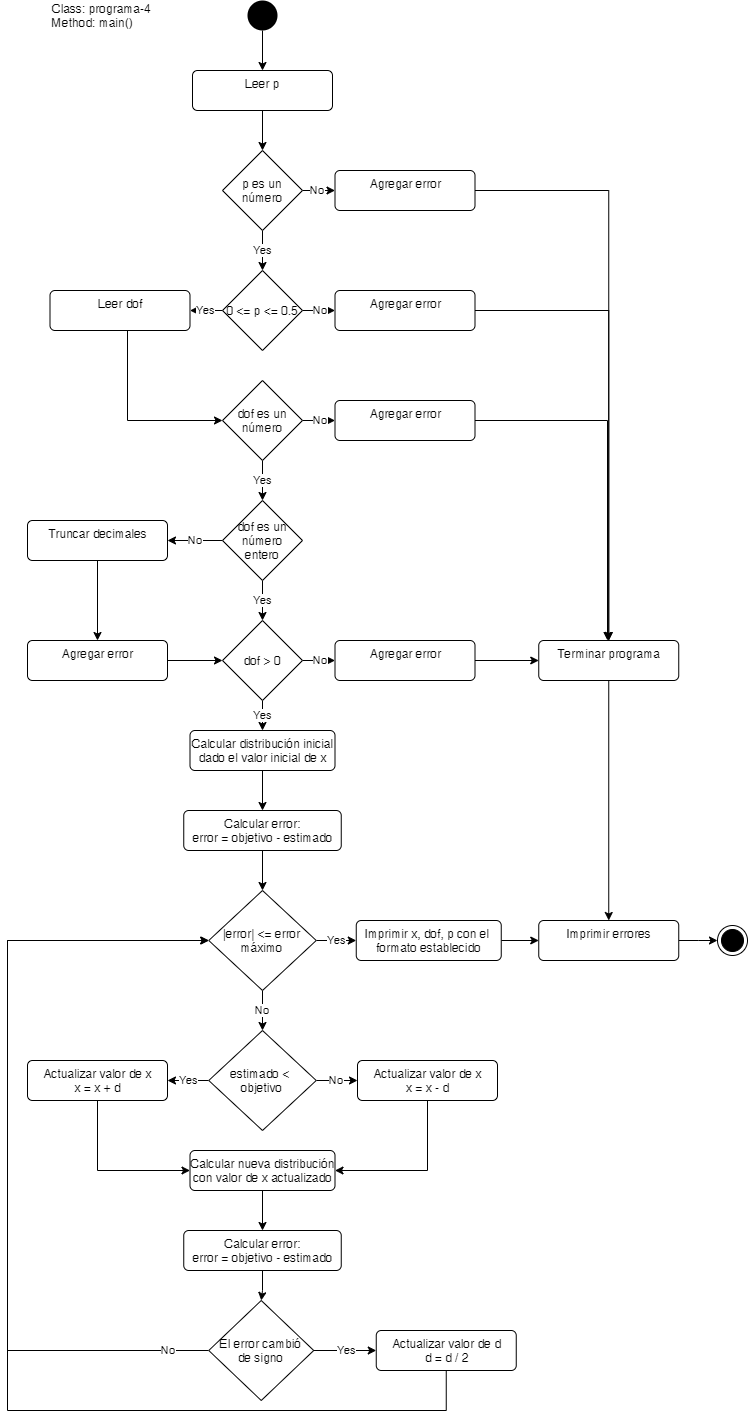 Class: programa-4
Method: main()
Leer p
p es un
número
No
Agregar error
Yes
Leer dof
Yes
0 <= p <= 0.5
No
Agregar error
dof es un
número
No
Agregar error
Yes
Truncar decimales
No
dof es un
número
entero
Yes
Agregar error
dof > 0
No
Agregar error
Terminar programa
Yes
Calcular distribución inicial
dado el valor inicial de x
Calcular error:
error = objetivo - estimado
|error| <= error
máximo
Yes
Imprimir x, dof, p con el
formato establecido
Imprimir errores
No
Actualizar valor de x
x = x + d
Yes
estimado <
objetivo
No
Actualizar valor de x
x = x - d
Calcular nueva distribución
con valor de x actualizado
Calcular error:
error = objetivo - estimado
No
El error cambió
de signo
Yes
Actualizar valor de d
d = d / 2